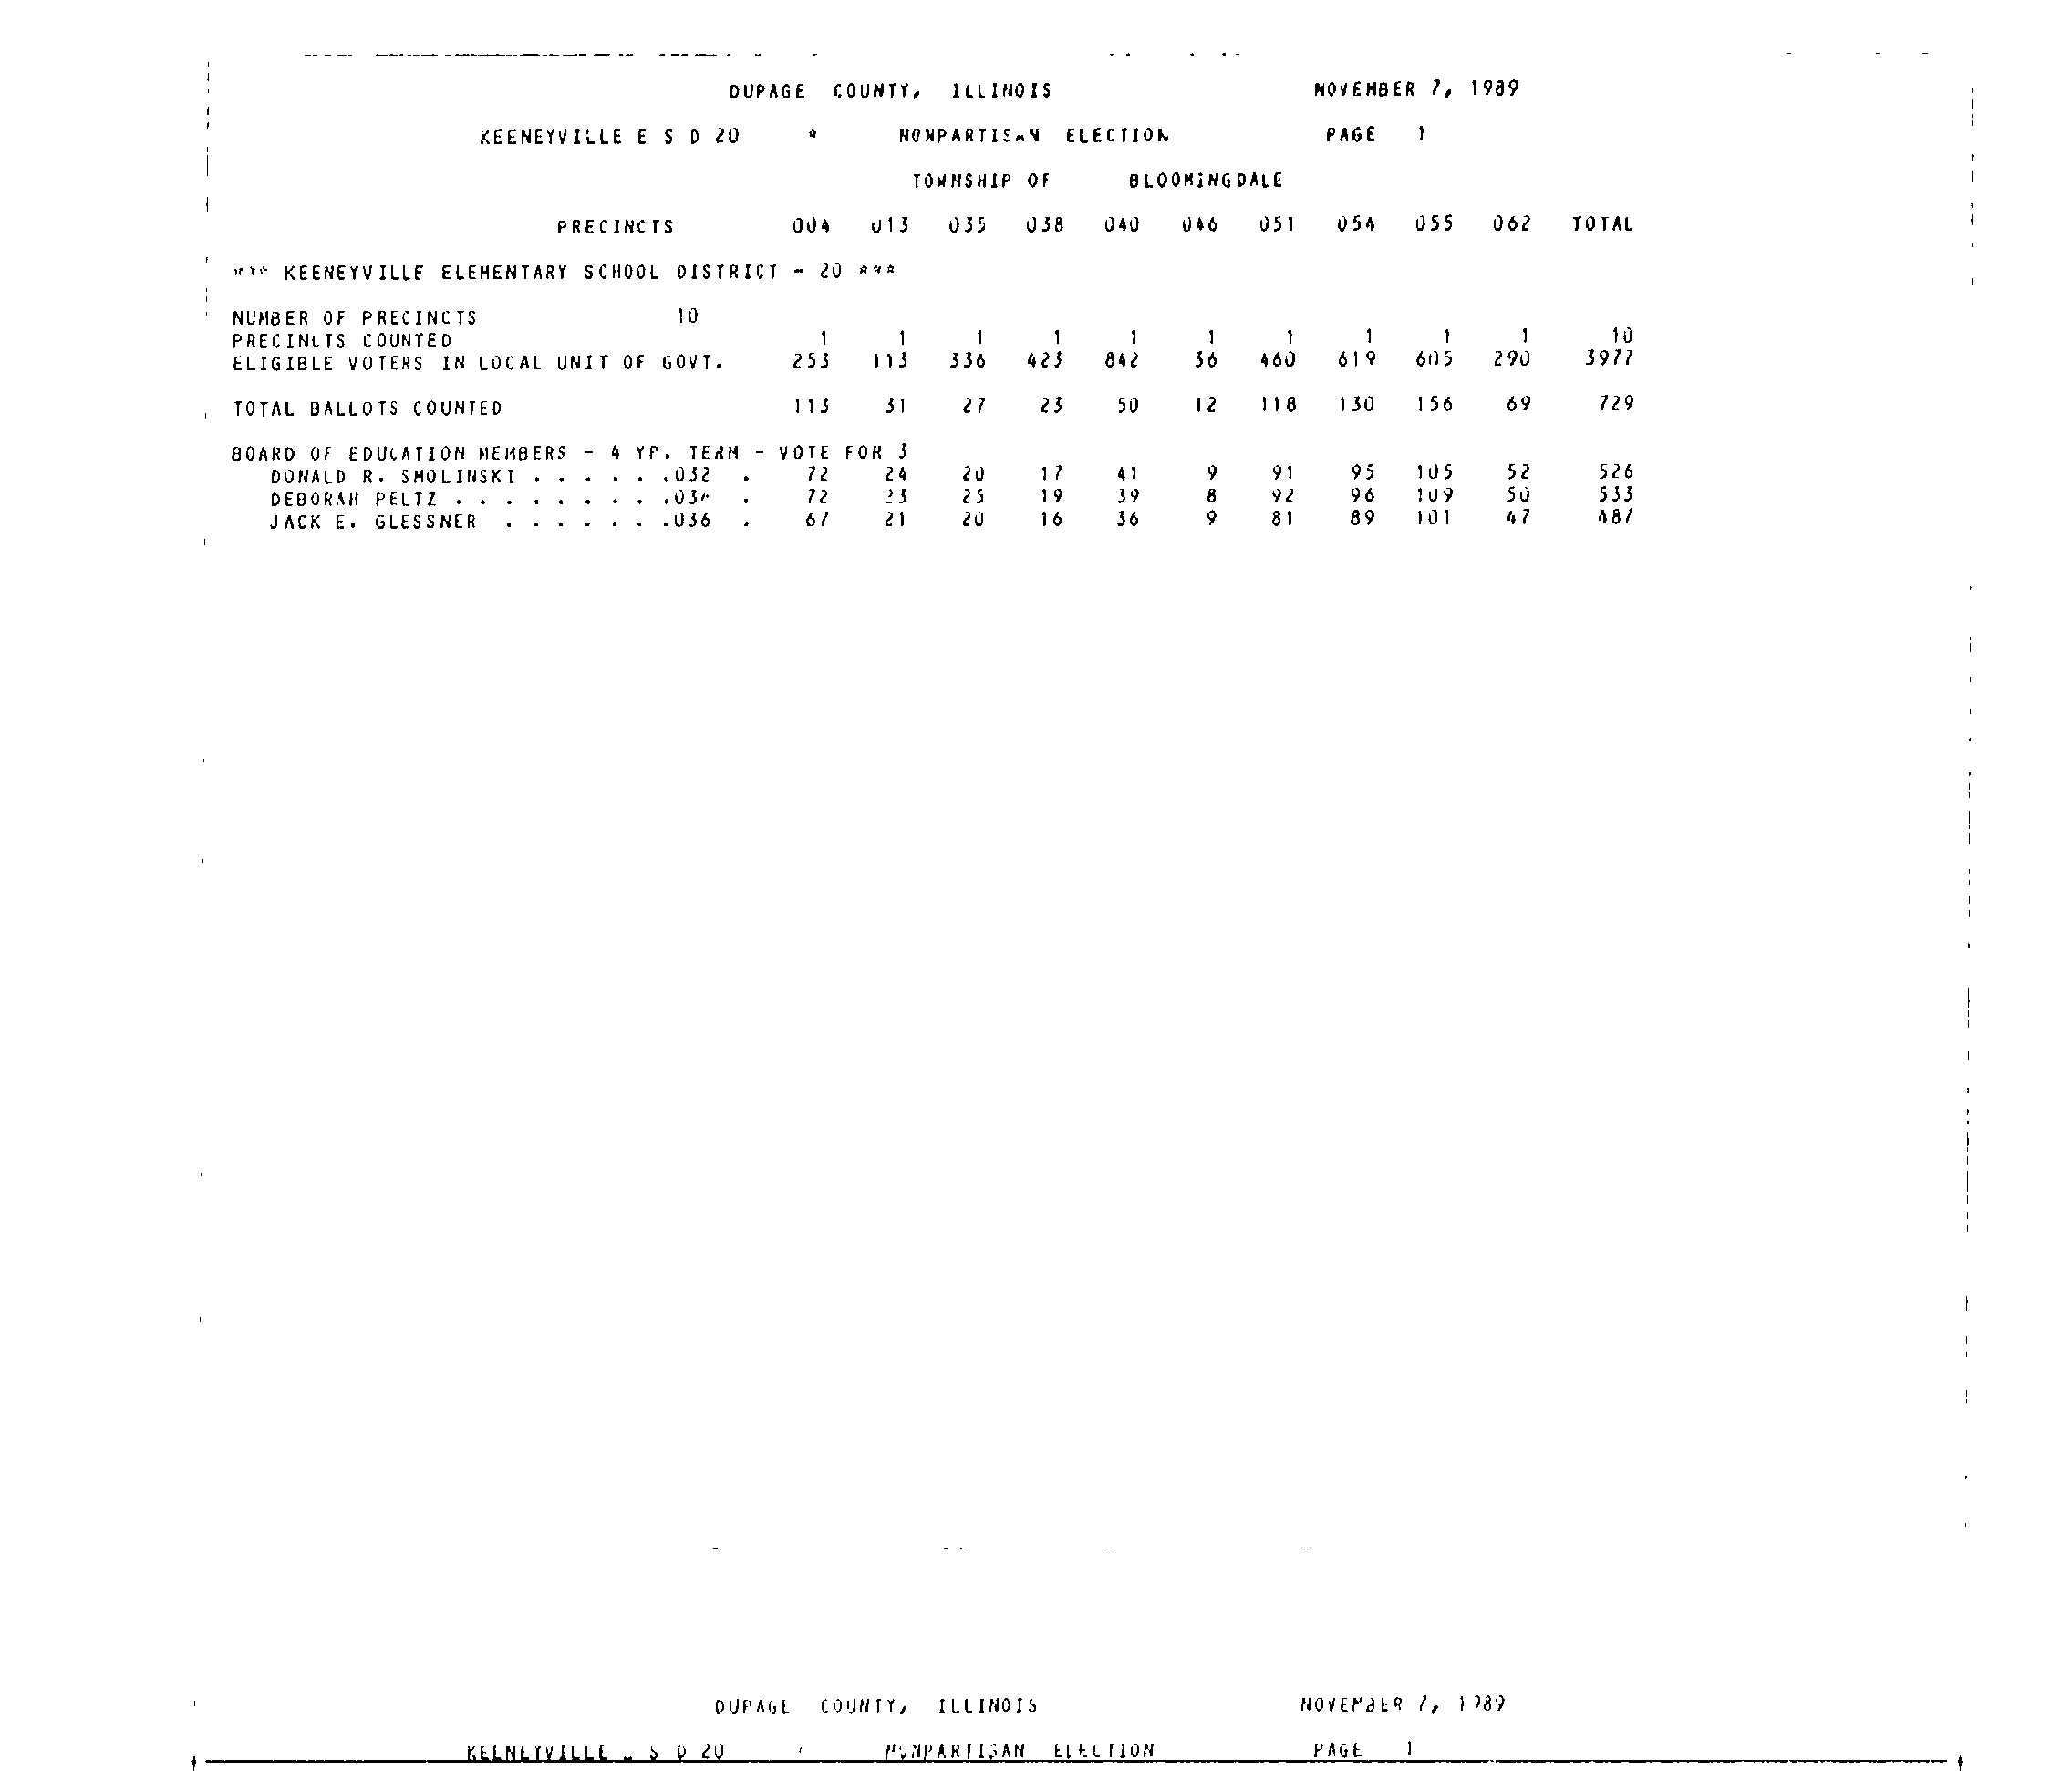 DUPAGE COUNTY, ILLINOIS NOVEMBER 7, 1989
KEENEYVILLE E S D 20 * NONPARTISAN ELECTION PAGE 1
TOWNSHIP OF BLOOMINGDALE
PRECINCTS 004 013 035 038 040 046 051 054 055 062 TOTAL
*** KEENEYVILLE ELEMENTARY SCHOOL DISTRICT - 20 ***
NUMBER OF PRECINCTS 10
PRECINCTS COUNTED 1 1 1 1 1 1 1 1 1 1 10
ELIGIBLE VOTERS IN LOCAL UNIT OF GOVT. 253 113 336 423 842 36 460 619 605 290 3977
TOTAL BALLOTS COUNTED 113 31 27 23 50 12 118 130 156 69 729
BOARD OF EDUCATION MEMBERS - 4 YR. TERM - VOTE FOR 3
DONALD R. SMOLINSKI . . . . . .032 . 72 24 20 17 41 9 91 95 105 52 526
DEBORAH PELTZ . . . . . . . . . 72 23 25 19 39 8 92 96 109 50 533
JACK E. GLESSNER . . . . . . .036 . 67 21 20 16 36 9 81 89 101 47 487
DUPAGE COUNTY, ILLINOIS NOVEMBER 7, 1989
KEENEYVILLE S D 20 NONPARTISAN ELECTION PAGE 1